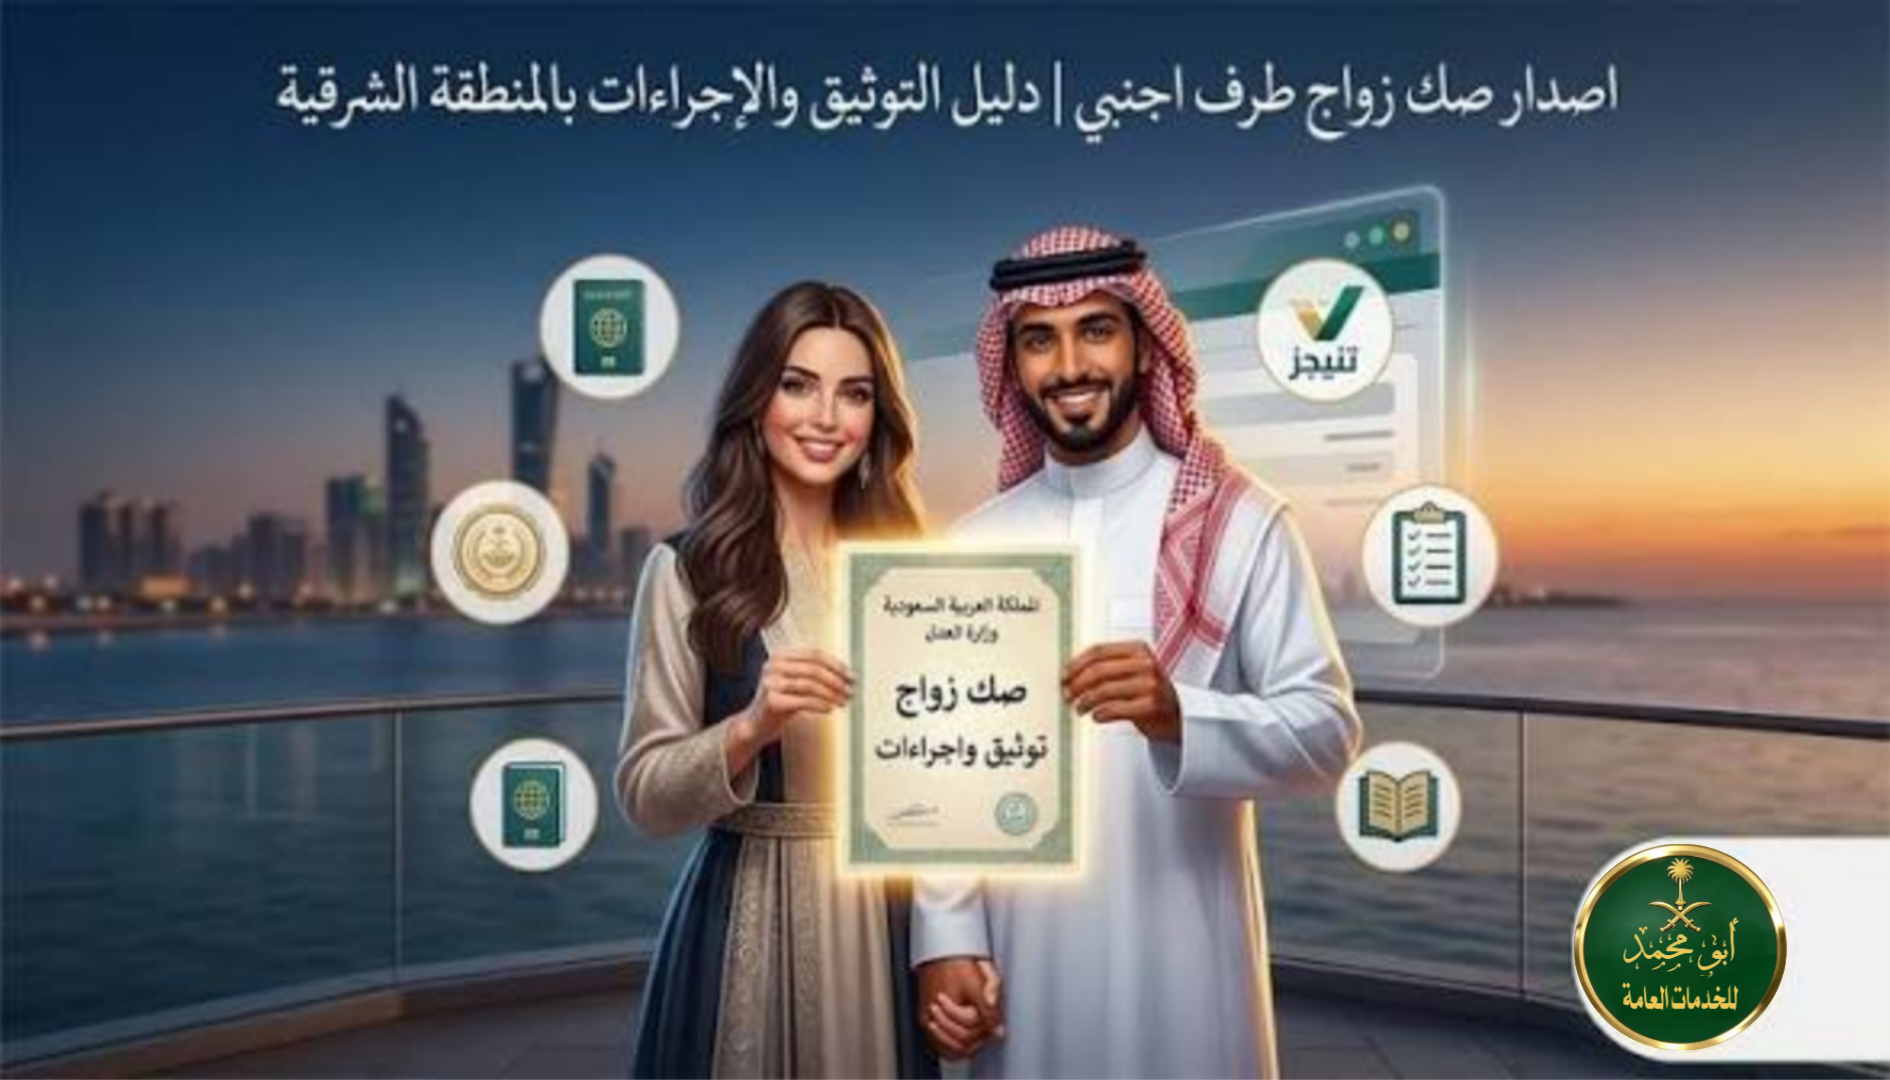 اصدار صك زواج طرف اجنبي | دليل التوثيق والإجراءات بالمنطقة الشرقية
تنيجز
المملكة العربية السعودية
وزارة العدل
صك زواج
توثيق واجراءات
أبو محمد
للخدمات العامة